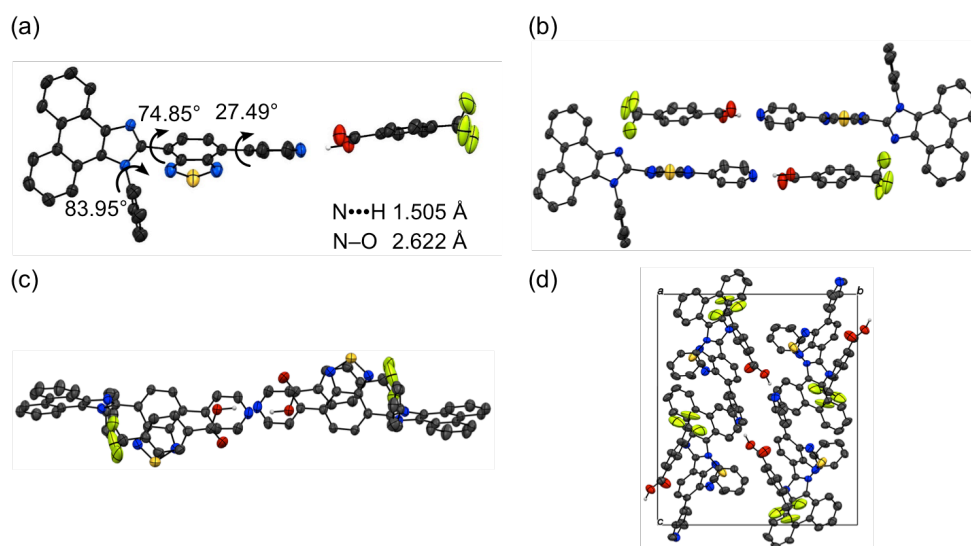 (a)
(b)
74.85°
27.49°
83.95°
N•••H 1.505 Å
N–O 2.622 Å
(c)
(d)
a
b
c